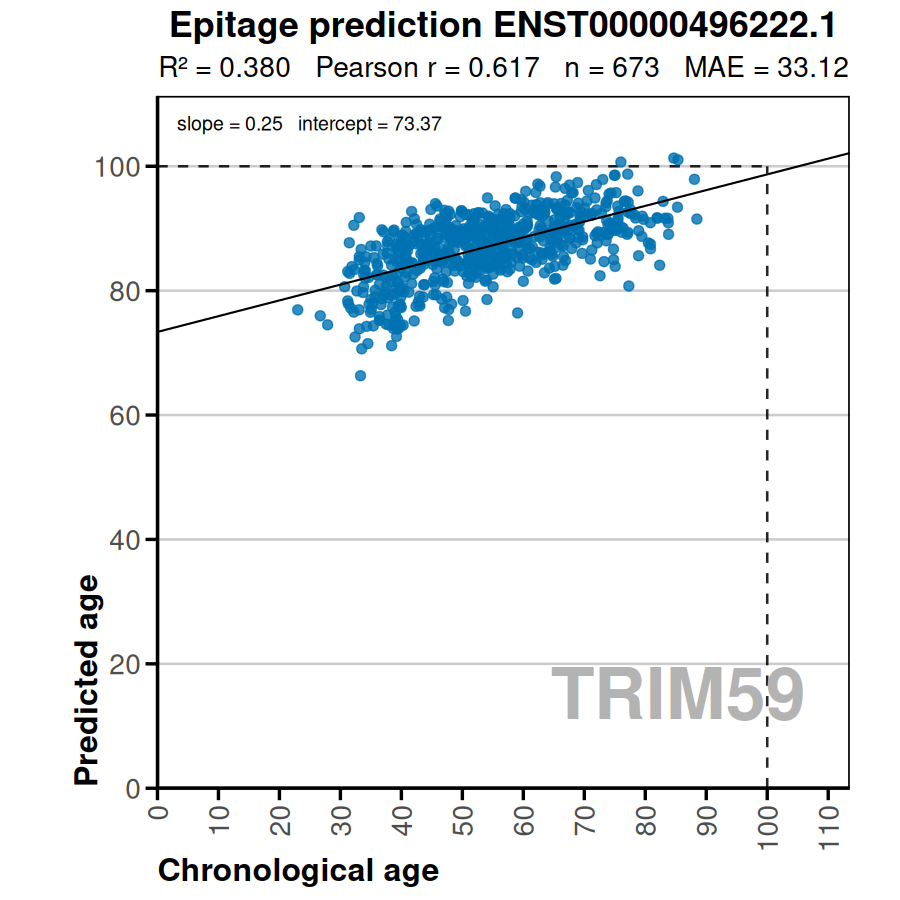 Epitage prediction ENST00000496222.1
R² = 0.380 Pearson r = 0.617 n = 673 MAE = 33.12
slope = 0.25 intercept = 73.37
100
80
60
40
20
0
Predicted age
TRIM59
0 10 20 30 40 50 60 70 80 90 100 110
Chronological age